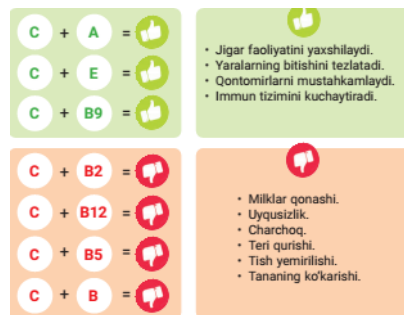 C + A =
C + E =
C + B9 =
• Jigar faoliyatini yaxshilaydi.
• Yaralarning bitishini tezlatadi.
• Qontomirlarni mustahkamlaydi.
• Immun tizimini kuchaytiradi.
C + B2 =
C + B12 =
C + B5 =
C + B =
• Milklar qonashi.
• Uyqusizlik.
• Charchoq.
• Teri qurishi.
• Tish yemirilishi.
• Tananing ko'karishi.